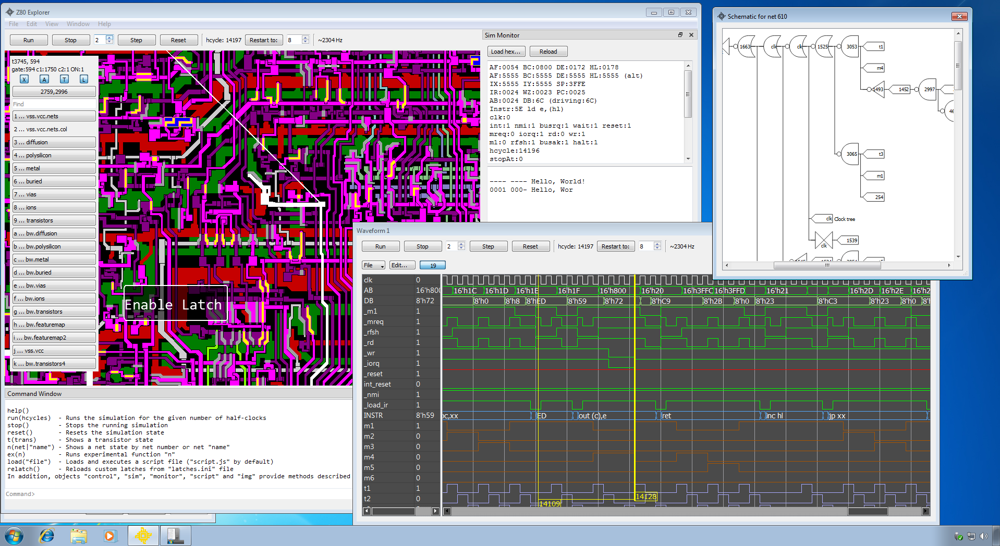 Z80 Explorer
File Edit View Window Help
Run Stop 2 Step Reset hcycle: 14197 Restart to: 8 ~2304 Hz
t3745, 594
gate:594 c1:1750 c2:1 ON:1
X A T L
2759,2996
Find
1 ... vss.vcc.nets
2 ... vss.vcc.nets.col
3 ... diffusion
4 ... polysilicon
5 ... metal
6 ... buried
7 ... vias
8 ... ions
9 ... transistors
a ... bw.diffusion
b ... bw.polysilicon
c ... bw.metal
d ... bw.buried
e ... bw.vias
f ... bw.ions
g ... bw.transistors
h ... bw.featuremap
i ... bw.featuremap2
j ... vss.vcc
k ... bw.transistors4
Enable Latch
Sim Monitor
Load hex... Reload
AF:0054 BC:0800 DE:0172 HL:0178
AF:5555 BC:5555 DE:5555 HL:5555 (alt)
IX:5555 IY:5555 SP:3FFE
IR:0024 WZ:0023 PC:0025
AB:0024 DB:6C (driving:6C)
Instr:5E ld e,(hl)
clk:0
int:1 nmi:1 busrq:1 wait:1 reset:1
mreq:0 iorq:1 rd:0 wr:1
m1:0 rfsh:1 busak:1 halt:1
hcycle:14196
stopAt:0
---- ---- Hello, World!
0001 000- Hello, Wor
Command Window
help()
run(hcycles) - Runs the simulation for the given number of half-clocks
stop() - Stops the running simulation
reset() - Resets the simulation state
t(trans) - Shows a transistor state
n(net|"name") - Shows a net state by net number or net "name"
ex(n) - Runs experimental function "n"
load("file") - Loads and executes a script file ("script.js" by default)
relatch() - Reloads custom latches from "latches.ini" file
In addition, objects "control", "sim", "monitor", "script" and "img" provide methods described
Command>
Schematic for net 610
1663 clk clk 1525 3053 t1
m4
1493 1452 2997
3065 t3
m1
254
clk Clock tree
clk 1539
Waveform 1
Run Stop 2 Step Reset hcycle: 14197 Restart to: 8 ~2304 Hz
File Edit... 19
clk 0
AB 16'h800 16'h1C 16'h1D 16'h1E 16'h1F 16'h800 16'h20 16'h3FFC 16'h3FFD 16'h21 16'h2D 16'h2E 16'h2
DB 8'h72 8'h0 8'h8 8'hED 8'h59 8'h72 8'hC9 8'h2B 8'h0 8'h23 8'hC3 8'h23 8'h0 8'h
_m1 1
_mreq 1
_rfsh 1
_rd 1
_wr 1
_iorq 1
_reset 1
int_reset 0
_nmi 1
_load_ir 1
INSTR 8'h59 oc,xx ED out (c),e ret inc hl jp xx
m1 1
m2 0
m3 0
m4 0
m5 0
m6 0
t1 1
t2 0
14109 14128